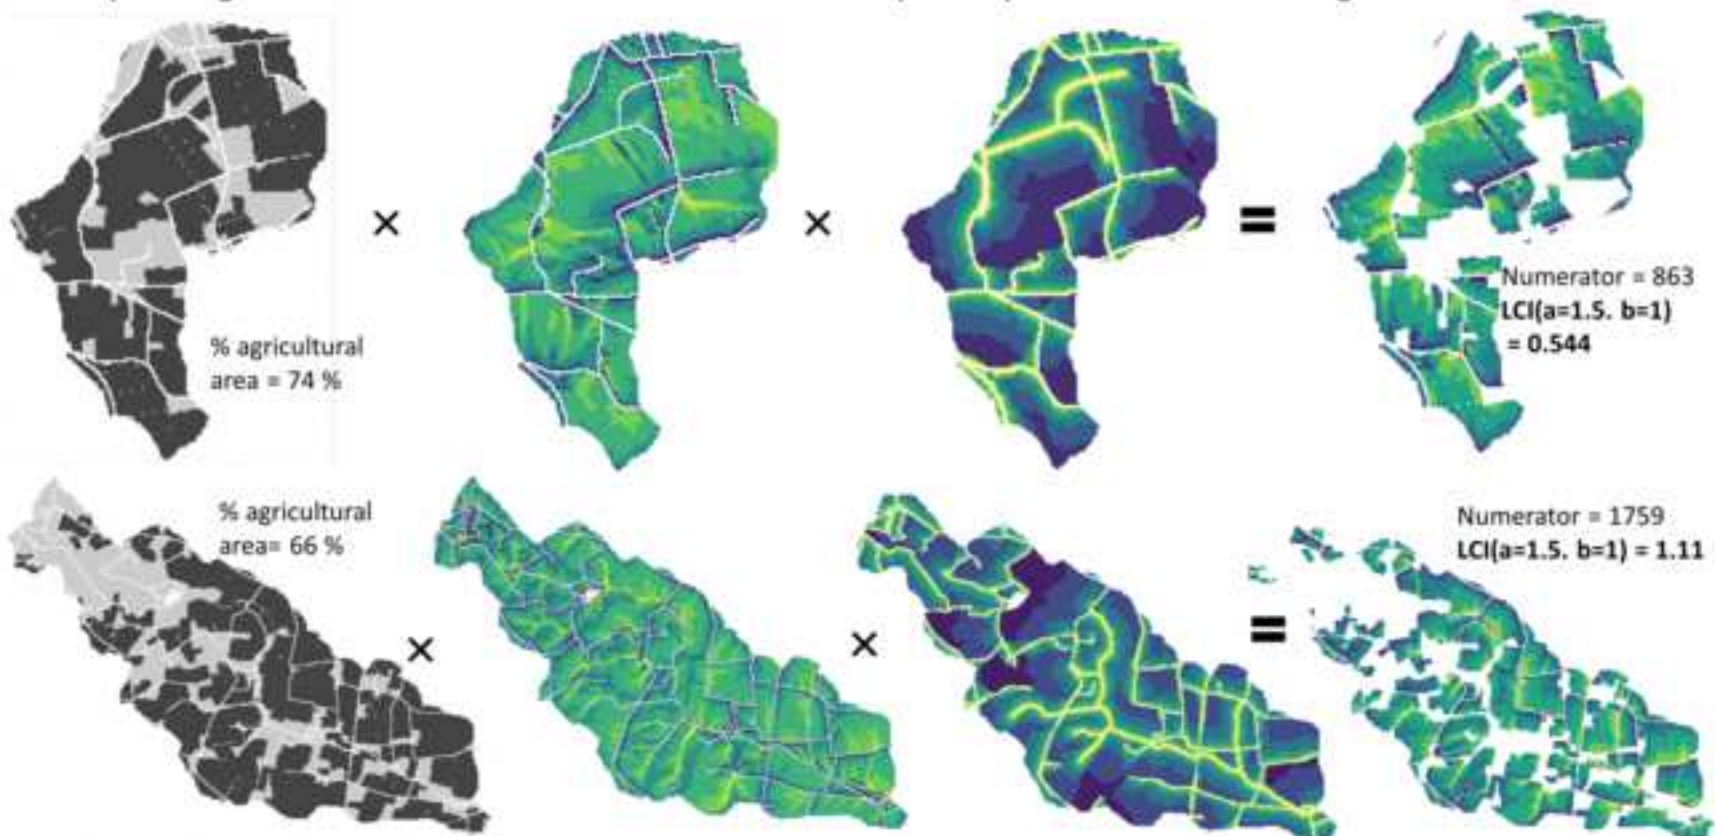 ×
×
=
Numerator = 863
LCI(a=1.5. b=1)
= 0.544
% agricultural
area = 74 %
% agricultural
area= 66 %
Numerator = 1759
LCI(a=1.5. b=1) = 1.11
×
×
=